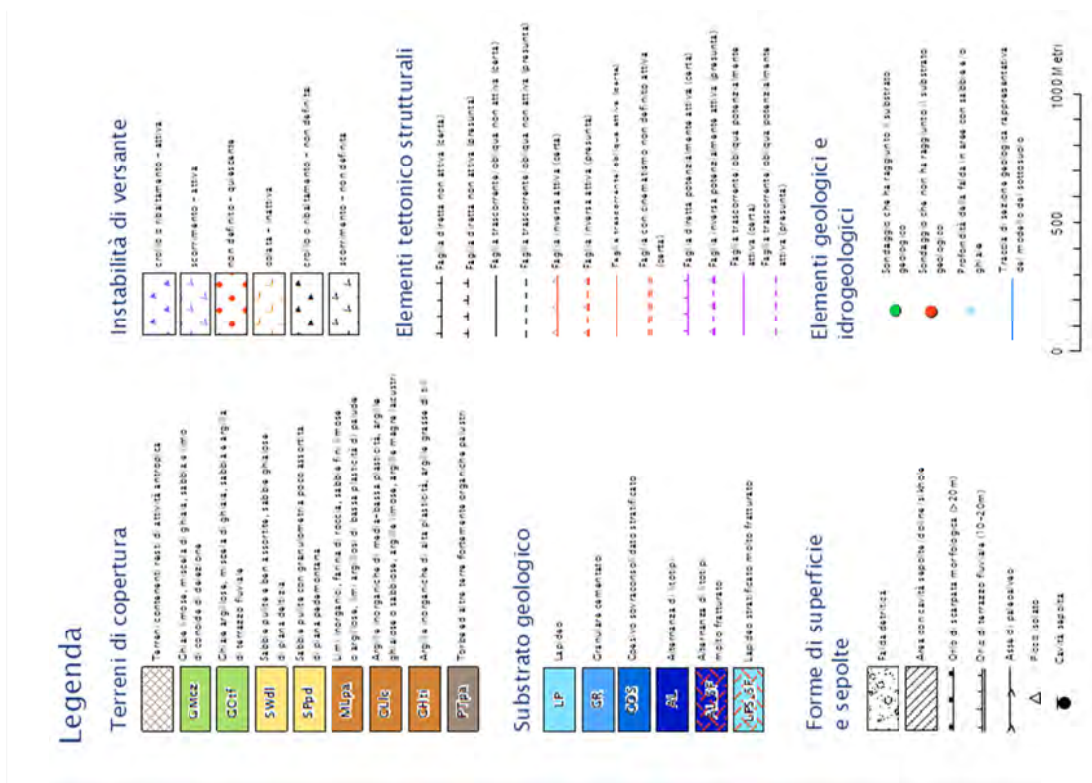 Legenda
Terreni di copertura
Terreni contenenti resti di attività antropica
GMcz
Ghiaie limose, miscela di ghiaia, sabbia e limo
di conoide di deiezione
GCtf
Ghiaie argillose, miscela di ghiaia, sabbia e argilla
di terrazzo fluviale
SWdl
Sabbie pulite e ben assortite, sabbie ghiaiose
di piana deltizia
SPpd
Sabbie pulite con granulometria poco assortita
di piana pedemontana
MLpa
Limi inorganici, farina di roccia, sabbie fini limose
o argillose, limi argillosi di bassa plasticità di palude
CLlc
Argille inorganiche di media-bassa plasticità, argille
ghiaiose o sabbiose, argille limose, argille magre lacustri
CHti
Argille inorganiche di alta plasticità, argille grasse di
PTpa
Torbe ed altre terre fortemente organiche palustri
Substrato geologico
LP
Lapideo
GR
Granulare cementato
COS
Coesivo sovraconsolidato stratificato
AL
Alternanza di litotipi
AL_SF
Alternanza di litotipi
molto fratturato
LPS_SF
Lapideo stratificato molto fratturato
Forme di superficie
e sepolte
Falda detritica
Area con cavità sepolte (doline/sikhole
Orlo di scarpata morfologica (>20m)
Orlo di terrazzo fluviale (10-20m)
Asse di paleoalveo
Picco isolato
Cavità sepolta
Instabilità di versante
crollo o ribaltamento - attiva
scorrimento - attiva
non definito - quiescente
colata - inattiva
crollo o ribaltamento - non definita
scorrimento - non definita
Elementi tettonico strutturali
Faglia diretta non attiva (certa)
Faglia diretta non attiva (presunta)
Faglia trascorrente/obliqua non attiva (certa)
Faglia trascorrente/obliqua non attiva (presunta)
Faglia inversa attiva (certa)
Faglia inversa attiva (presunta)
Faglia trascorrente/obliqua attiva (certa)
Faglia con cinematismo non definito attiva
(certa)
Faglia diretta potenzialmente attiva (certa)
Faglia inversa potenzialmente attiva (presunta)
Faglia trascorrente/obliqua potenzialmente
attiva (certa)
Faglia trascorrente/obliqua potenzialmente
attiva (presunta)
Elementi geologici e
idrogeologici
Sondaggio che ha raggiunto il substrato
geologico
Sondaggio che non ha raggiunto il substrato
geologico
Profondità della falda in aree con sabbie e/o
ghiaie
Traccia di sezione geologica rappresentativa
del modello del sottosuolo
0 500 1000 Metri